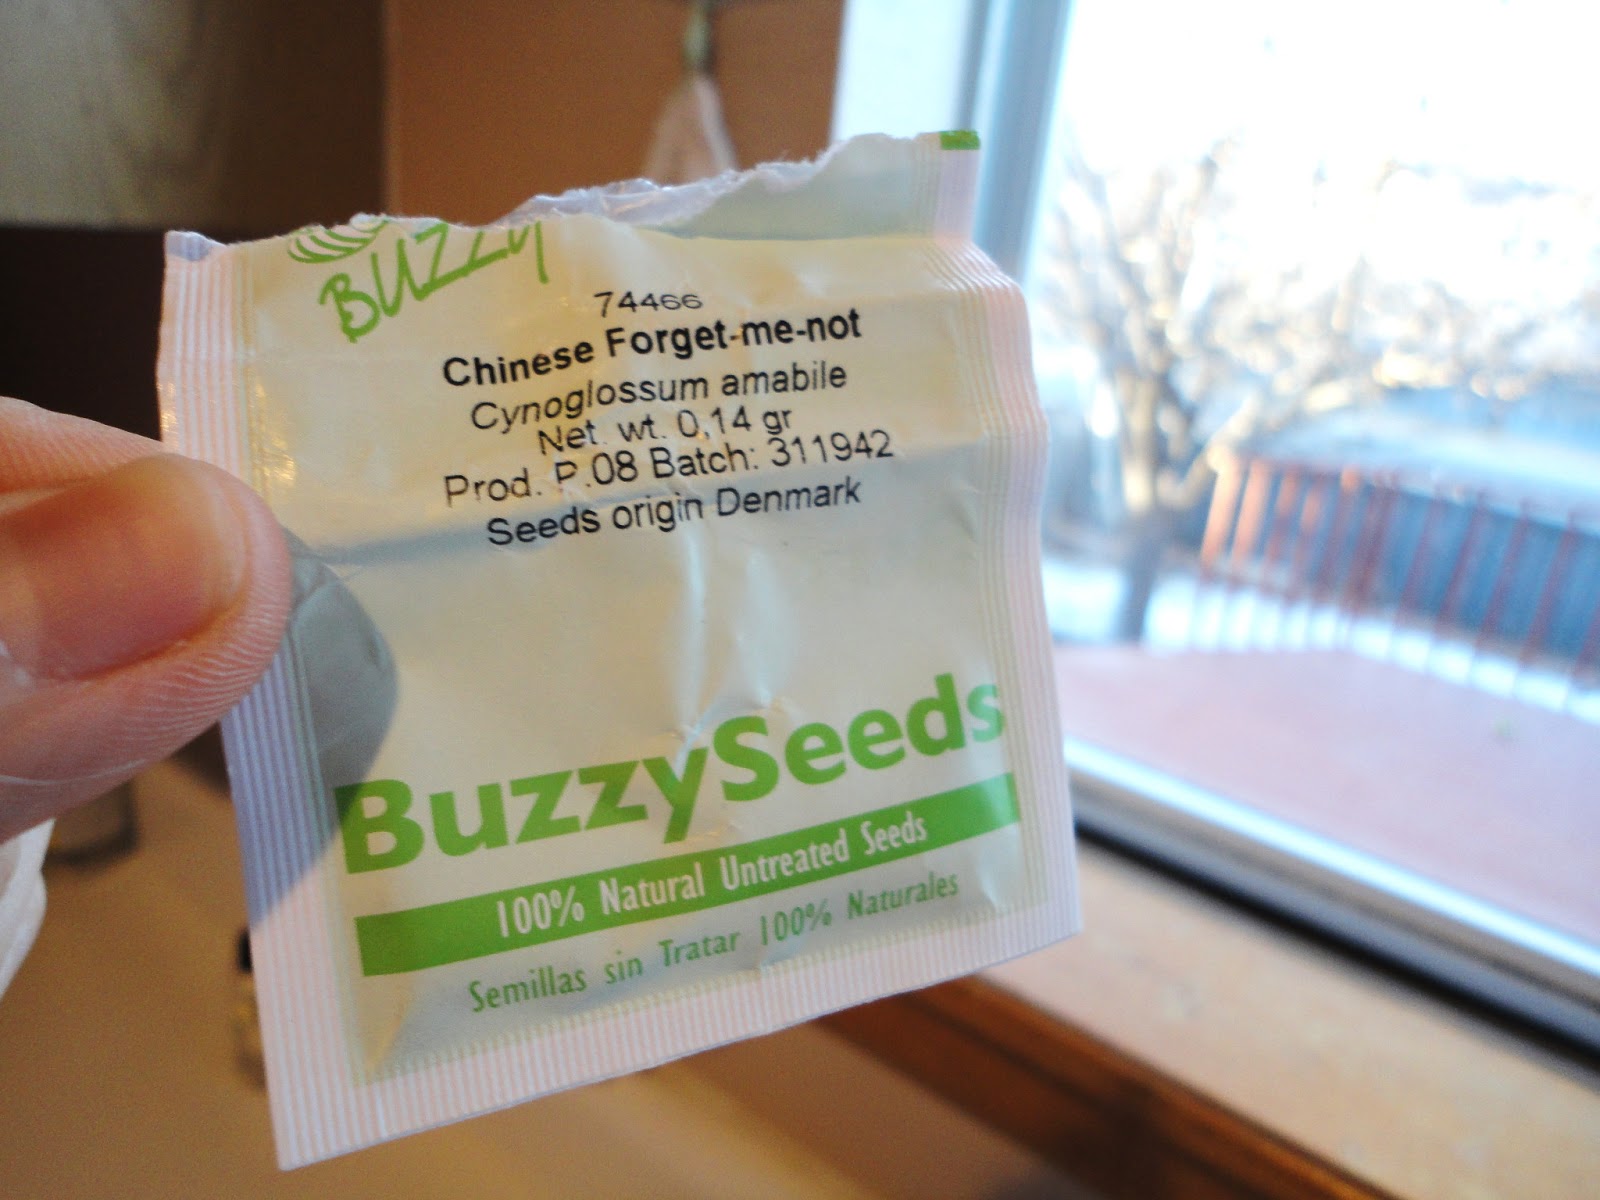 BUZZY
74466
Chinese Forget-me-not
Cynoglossum amabile
Net. wt. 0,14 gr
Prod. P.08 Batch: 311942
Seeds origin Denmark
BuzzySeeds
100% Natural Untreated Seeds
Semillas sin Tratar 100% Naturales